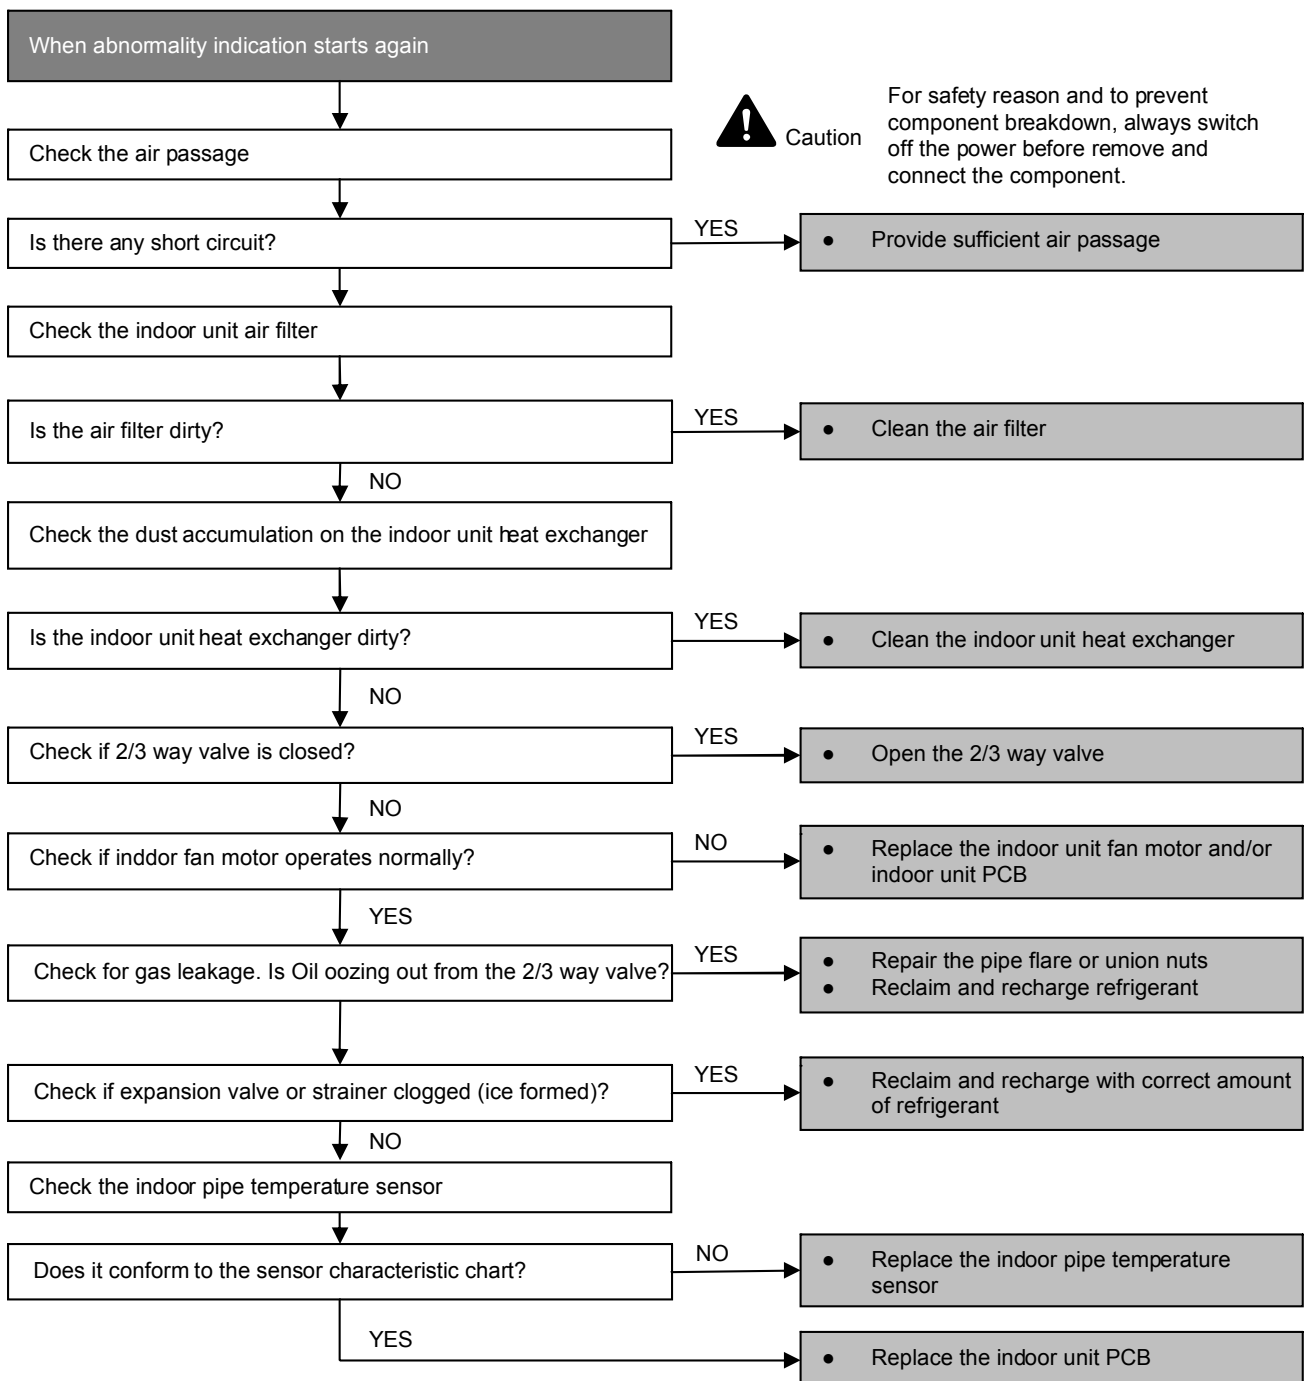 When abnormality indication starts again
For safety reason and to prevent
component breakdown, always switch
off the power before remove and
connect the component.
Caution
Check the air passage
Is there any short circuit?
YES
● Provide sufficient air passage
Check the indoor unit air filter
Is the air filter dirty?
YES
● Clean the air filter
NO
Check the dust accumulation on the indoor unit heat exchanger
Is the indoor unit heat exchanger dirty?
YES
● Clean the indoor unit heat exchanger
NO
Check if 2/3 way valve is closed?
YES
● Open the 2/3 way valve
NO
Check if inddor fan motor operates normally?
NO
● Replace the indoor unit fan motor and/or
indoor unit PCB
YES
Check for gas leakage. Is Oil oozing out from the 2/3 way valve?
YES
● Repair the pipe flare or union nuts
● Reclaim and recharge refrigerant
Check if expansion valve or strainer clogged (ice formed)?
YES
● Reclaim and recharge with correct amount
of refrigerant
NO
Check the indoor pipe temperature sensor
Does it conform to the sensor characteristic chart?
NO
● Replace the indoor pipe temperature
sensor
YES
● Replace the indoor unit PCB